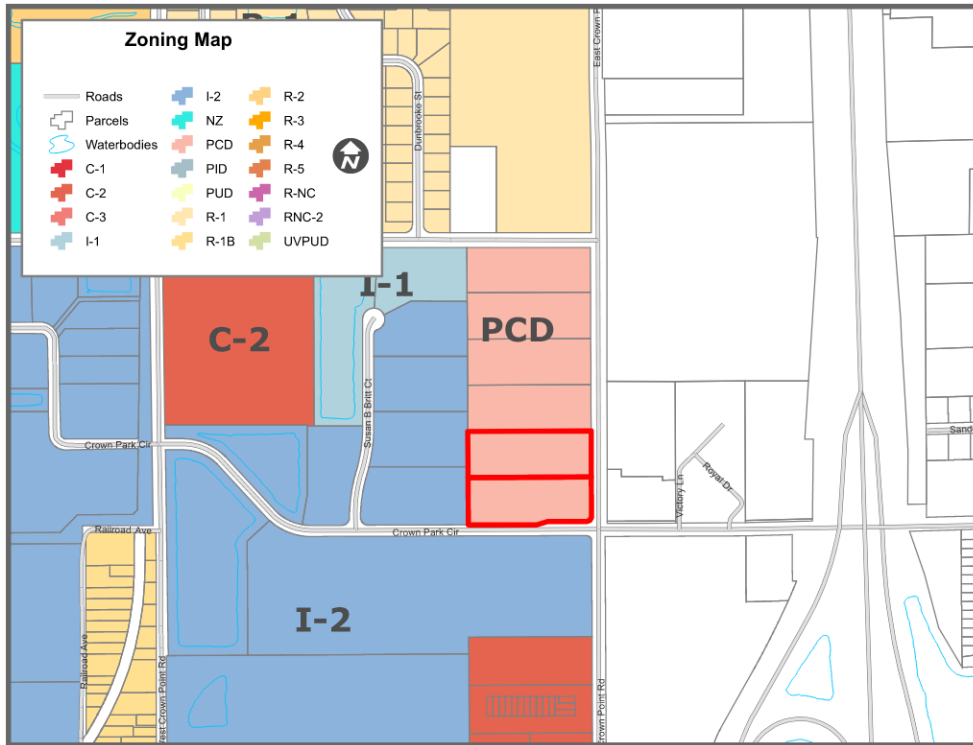 Zoning Map
Roads
Parcels
Waterbodies
C-1
C-2
C-3
I-1
I-2
NZ
PCD
PID
PUD
R-1
R-1B
R-2
R-3
R-4
R-5
R-NC
RNC-2
UVPUD
N
Dunbrooke St
East Crown P
I-1
C-2
PCD
Susan B Britt Ct
Crown Park Cir
Victory Ln
Royal Dr
Sand
Railroad Ave
Crown Park Cir
I-2
Railroad Ave
West Crown Point Rd
Crown Point Rd